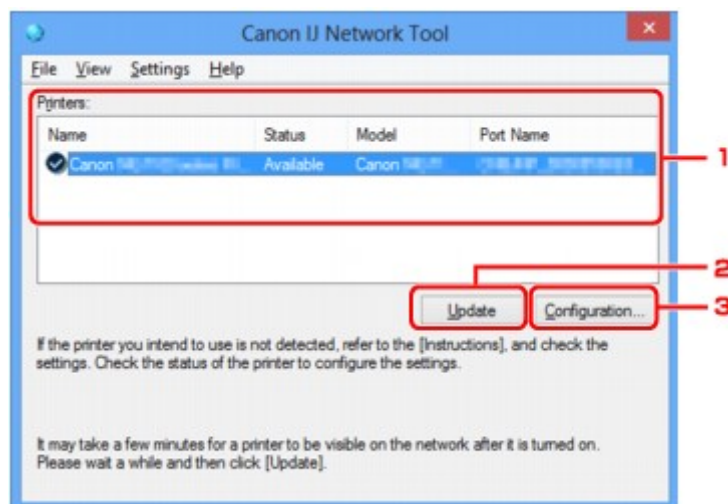 Canon IJ Network Tool
File View Settings Help
Printers:
Name Status Model Port Name
Canon Available Canon
1
2
Update Configuration...
3
If the printer you intend to use is not detected, refer to the [Instructions], and check the
settings. Check the status of the printer to configure the settings.
It may take a few minutes for a printer to be visible on the network after it is turned on.
Please wait a while and then click [Update].